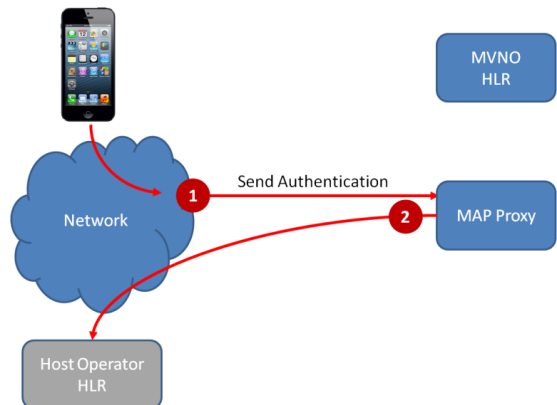 MVNO
HLR
1
Send Authentication
2
MAP Proxy
Network
Host Operator
HLR